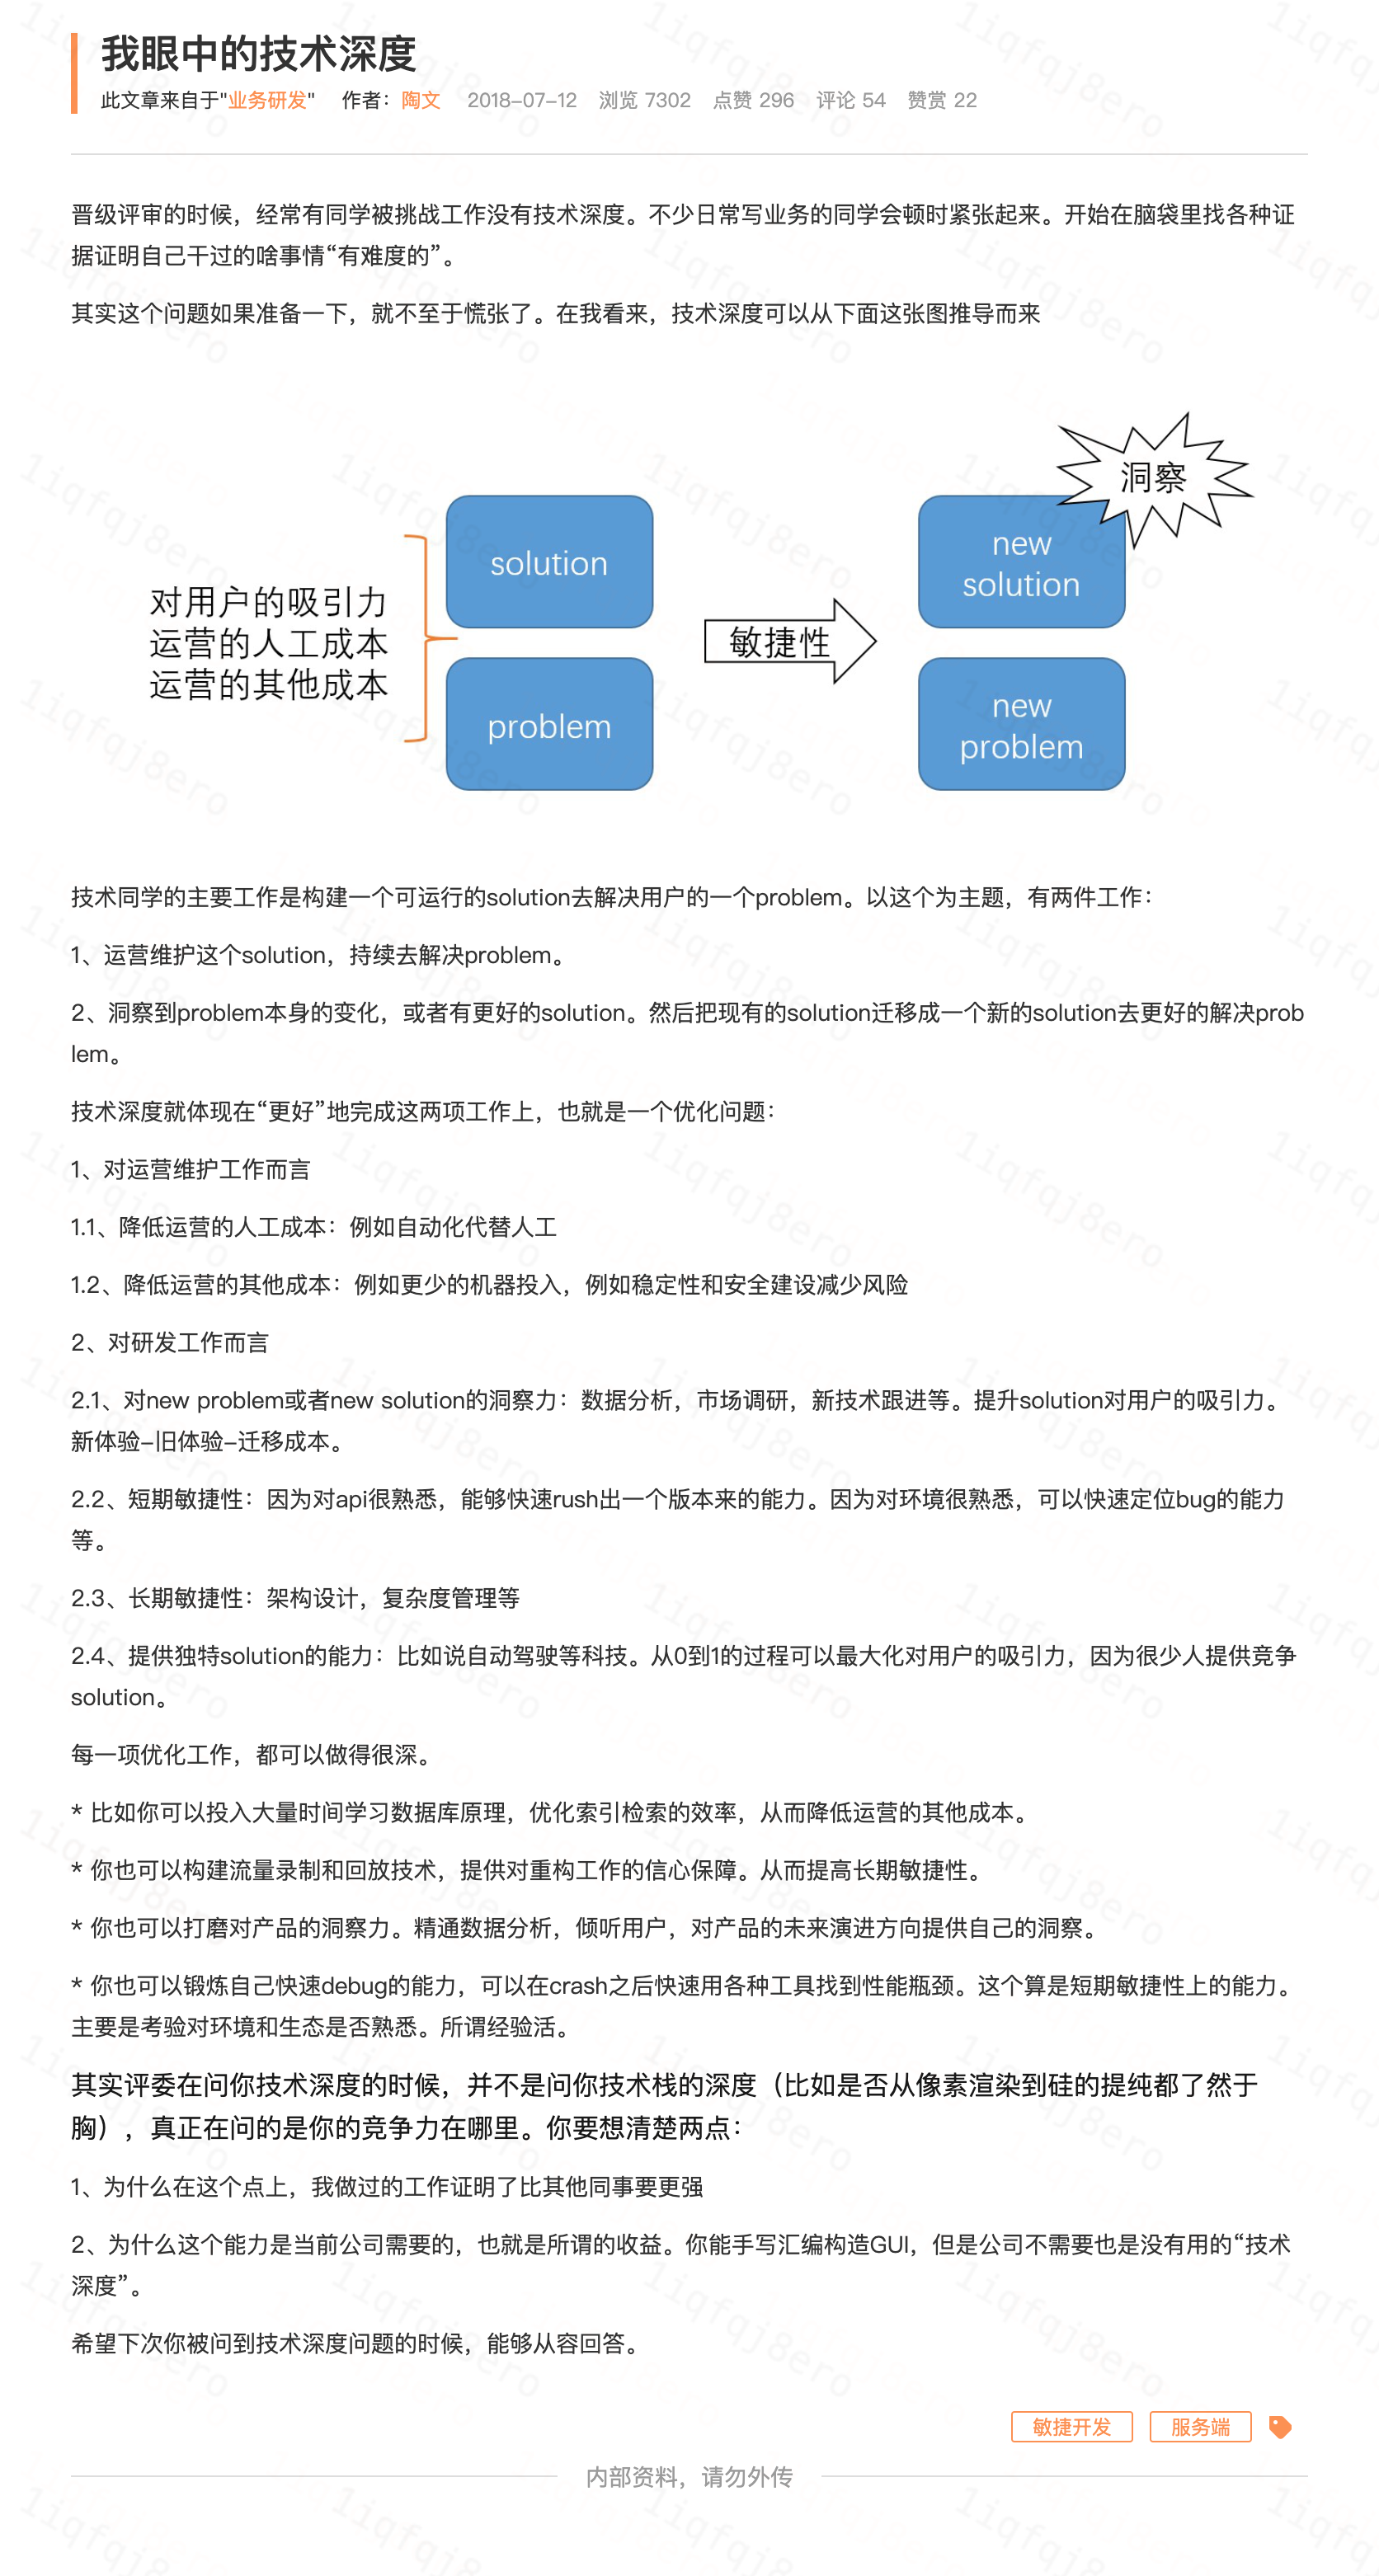 我眼中的技术深度
此文章来自于"业务研发" 作者：陶文 2018-07-12 浏览 7302 点赞 296 评论 54 赞赏 22
晋级评审的时候，经常有同学被挑战工作没有技术深度。不少日常写业务的同学会顿时紧张起来。开始在脑袋里找各种证
据证明自己干过的啥事情“有难度的”。
其实这个问题如果准备一下，就不至于慌张了。在我看来，技术深度可以从下面这张图推导而来
洞察
solution
new
solution
对用户的吸引力
运营的人工成本
运营的其他成本
敏捷性
problem
new
problem
技术同学的主要工作是构建一个可运行的solution去解决用户的一个problem。以这个为主题，有两件工作：
1、运营维护这个solution，持续去解决problem。
2、洞察到problem本身的变化，或者有更好的solution。然后把现有的solution迁移成一个新的solution去更好的解决prob
lem。
技术深度就体现在“更好”地完成这两项工作上，也就是一个优化问题：
1、对运营维护工作而言
1.1、降低运营的人工成本：例如自动化代替人工
1.2、降低运营的其他成本：例如更少的机器投入，例如稳定性和安全建设减少风险
2、对研发工作而言
2.1、对new problem或者new solution的洞察力：数据分析，市场调研，新技术跟进等。提升solution对用户的吸引力。
新体验-旧体验-迁移成本。
2.2、短期敏捷性：因为对api很熟悉，能够快速rush出一个版本来的能力。因为对环境很熟悉，可以快速定位bug的能力
等。
2.3、长期敏捷性：架构设计，复杂度管理等
2.4、提供独特solution的能力：比如说自动驾驶等科技。从0到1的过程可以最大化对用户的吸引力，因为很少人提供竞争
solution。
每一项优化工作，都可以做得很深。
* 比如你可以投入大量时间学习数据库原理，优化索引检索的效率，从而降低运营的其他成本。
* 你也可以构建流量录制和回放技术，提供对重构工作的信心保障。从而提高长期敏捷性。
* 你也可以打磨对产品的洞察力。精通数据分析，倾听用户，对产品的未来演进方向提供自己的洞察。
* 你也可以锻炼自己快速debug的能力，可以在crash之后快速用各种工具找到性能瓶颈。这个算是短期敏捷性上的能力。
主要是考验对环境和生态是否熟悉。所谓经验活。
其实评委在问你技术深度的时候，并不是问你技术栈的深度（比如是否从像素渲染到硅的提纯都了然于
胸），真正在问的是你的竞争力在哪里。你要想清楚两点：
1、为什么在这个点上，我做过的工作证明了比其他同事要更强
2、为什么这个能力是当前公司需要的，也就是所谓的收益。你能手写汇编构造GUI，但是公司不需要也是没有用的“技术
深度”。
希望下次你被问到技术深度问题的时候，能够从容回答。
敏捷开发 服务端
内部资料，请勿外传
1iqfqj8ero